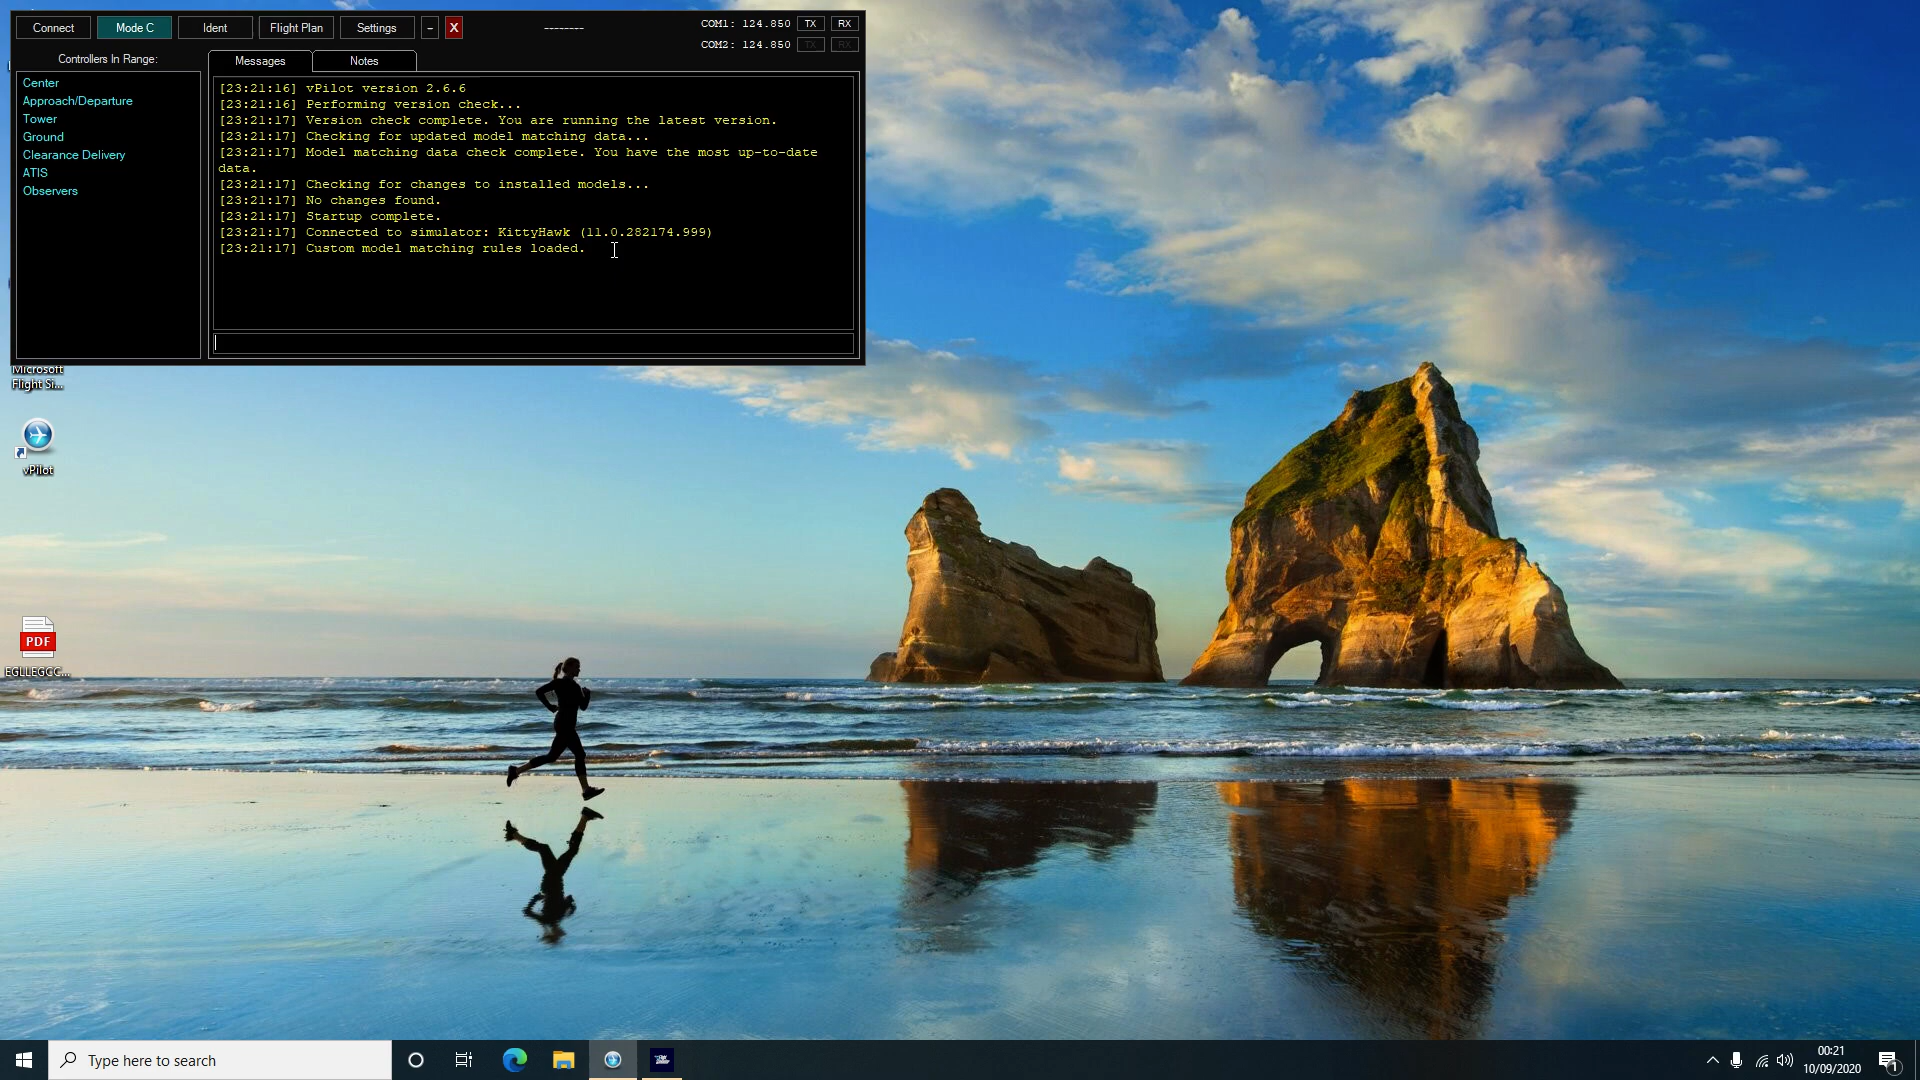 Connect
Mode C
Ident
Flight Plan
Settings
–
X
--------
COM1: 124.850
TX
RX
COM2: 124.850
TX
RX
Controllers In Range:
Messages
Notes
Center
Approach/Departure
Tower
Ground
Clearance Delivery
ATIS
Observers
[23:21:16] vPilot version 2.6.6
[23:21:16] Performing version check...
[23:21:17] Version check complete. You are running the latest version.
[23:21:17] Checking for updated model matching data...
[23:21:17] Model matching data check complete. You have the most up-to-date
data.
[23:21:17] Checking for changes to installed models...
[23:21:17] No changes found.
[23:21:17] Startup complete.
[23:21:17] Connected to simulator: KittyHawk (11.0.282174.999)
[23:21:17] Custom model matching rules loaded.
Microsoft
Flight Si...
vPilot
PDF
EGLLEGCC...
Type here to search
00:21
10/09/2020
1